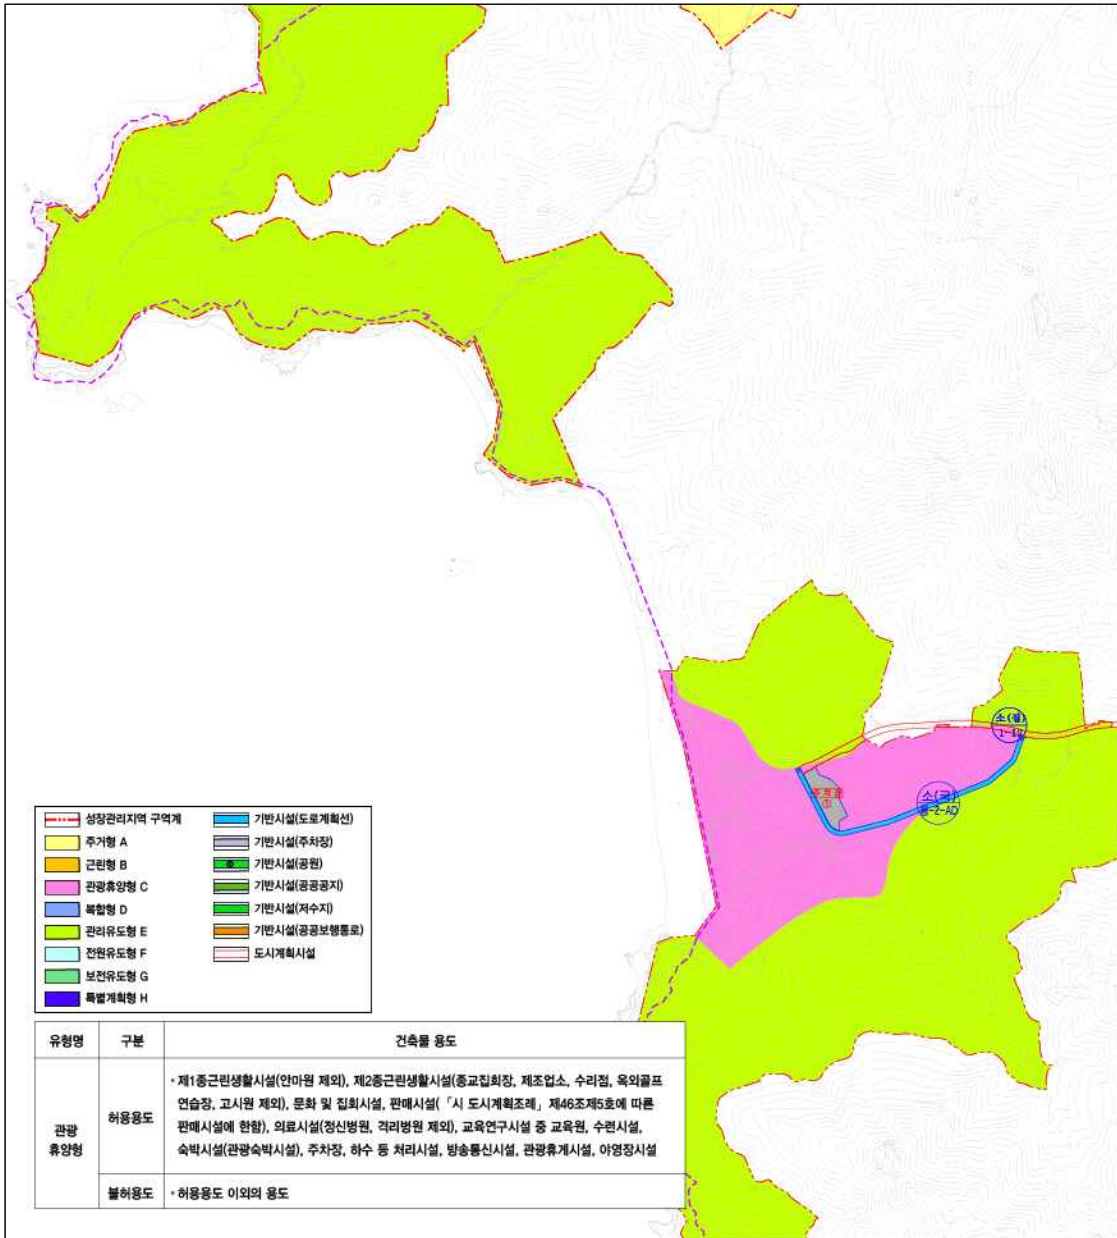 소(집)
소(국)
주차장
①
성장관리지역 구역계
기반시설(도로계획선)
주거형 A
기반시설(주차장)
근린형 B
기반시설(공원)
관광휴양형 C
기반시설(공공공지)
복합형 D
기반시설(저수지)
관리유도형 E
기반시설(공공보행통로)
전원유도형 F
도시계획시설
보전유도형 G
특별계획형 H
유형명 구분 건축물 용도
관광
휴양형
허용용도
• 제1종근린생활시설(안마원 제외), 제2종근린생활시설(종교집회장, 제조업소, 수리점, 옥외골프
연습장, 고시원 제외), 문화 및 집회시설, 판매시설(「시 도시계획조례」제46조제5호에 따른
판매시설에 한함), 의료시설(정신병원, 격리병원 제외), 교육연구시설 중 교육원, 수련시설,
숙박시설(관광숙박시설), 주차장, 하수 등 처리시설, 방송통신시설, 관광휴게시설, 야영장시설
불허용도
• 허용용도 이외의 용도